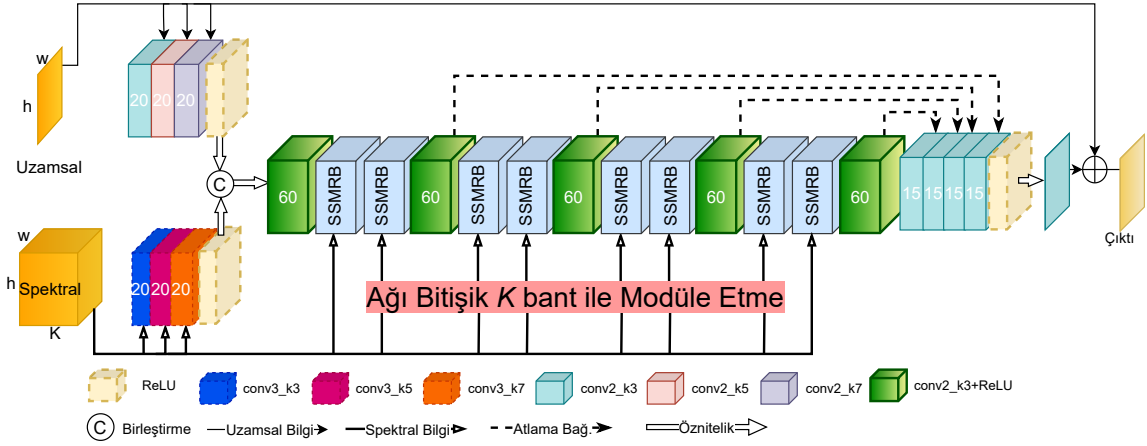 w
h
Uzamsal
20 20 20
C
60 SSMRB SSMRB 60 SSMRB SSMRB 60 SSMRB SSMRB 60 SSMRB SSMRB 60
15 15 15 15
Çıktı
w
h
Spektral
K
20 20 20
Ağı Bitişik K bant ile Modüle Etme
ReLU conv3_k3 conv3_k5 conv3_k7 conv2_k3 conv2_k5 conv2_k7 conv2_k3+ReLU
C Birleştirme Uzamsal Bilgi Spektral Bilgi Atlama Bağ. Öznitelik